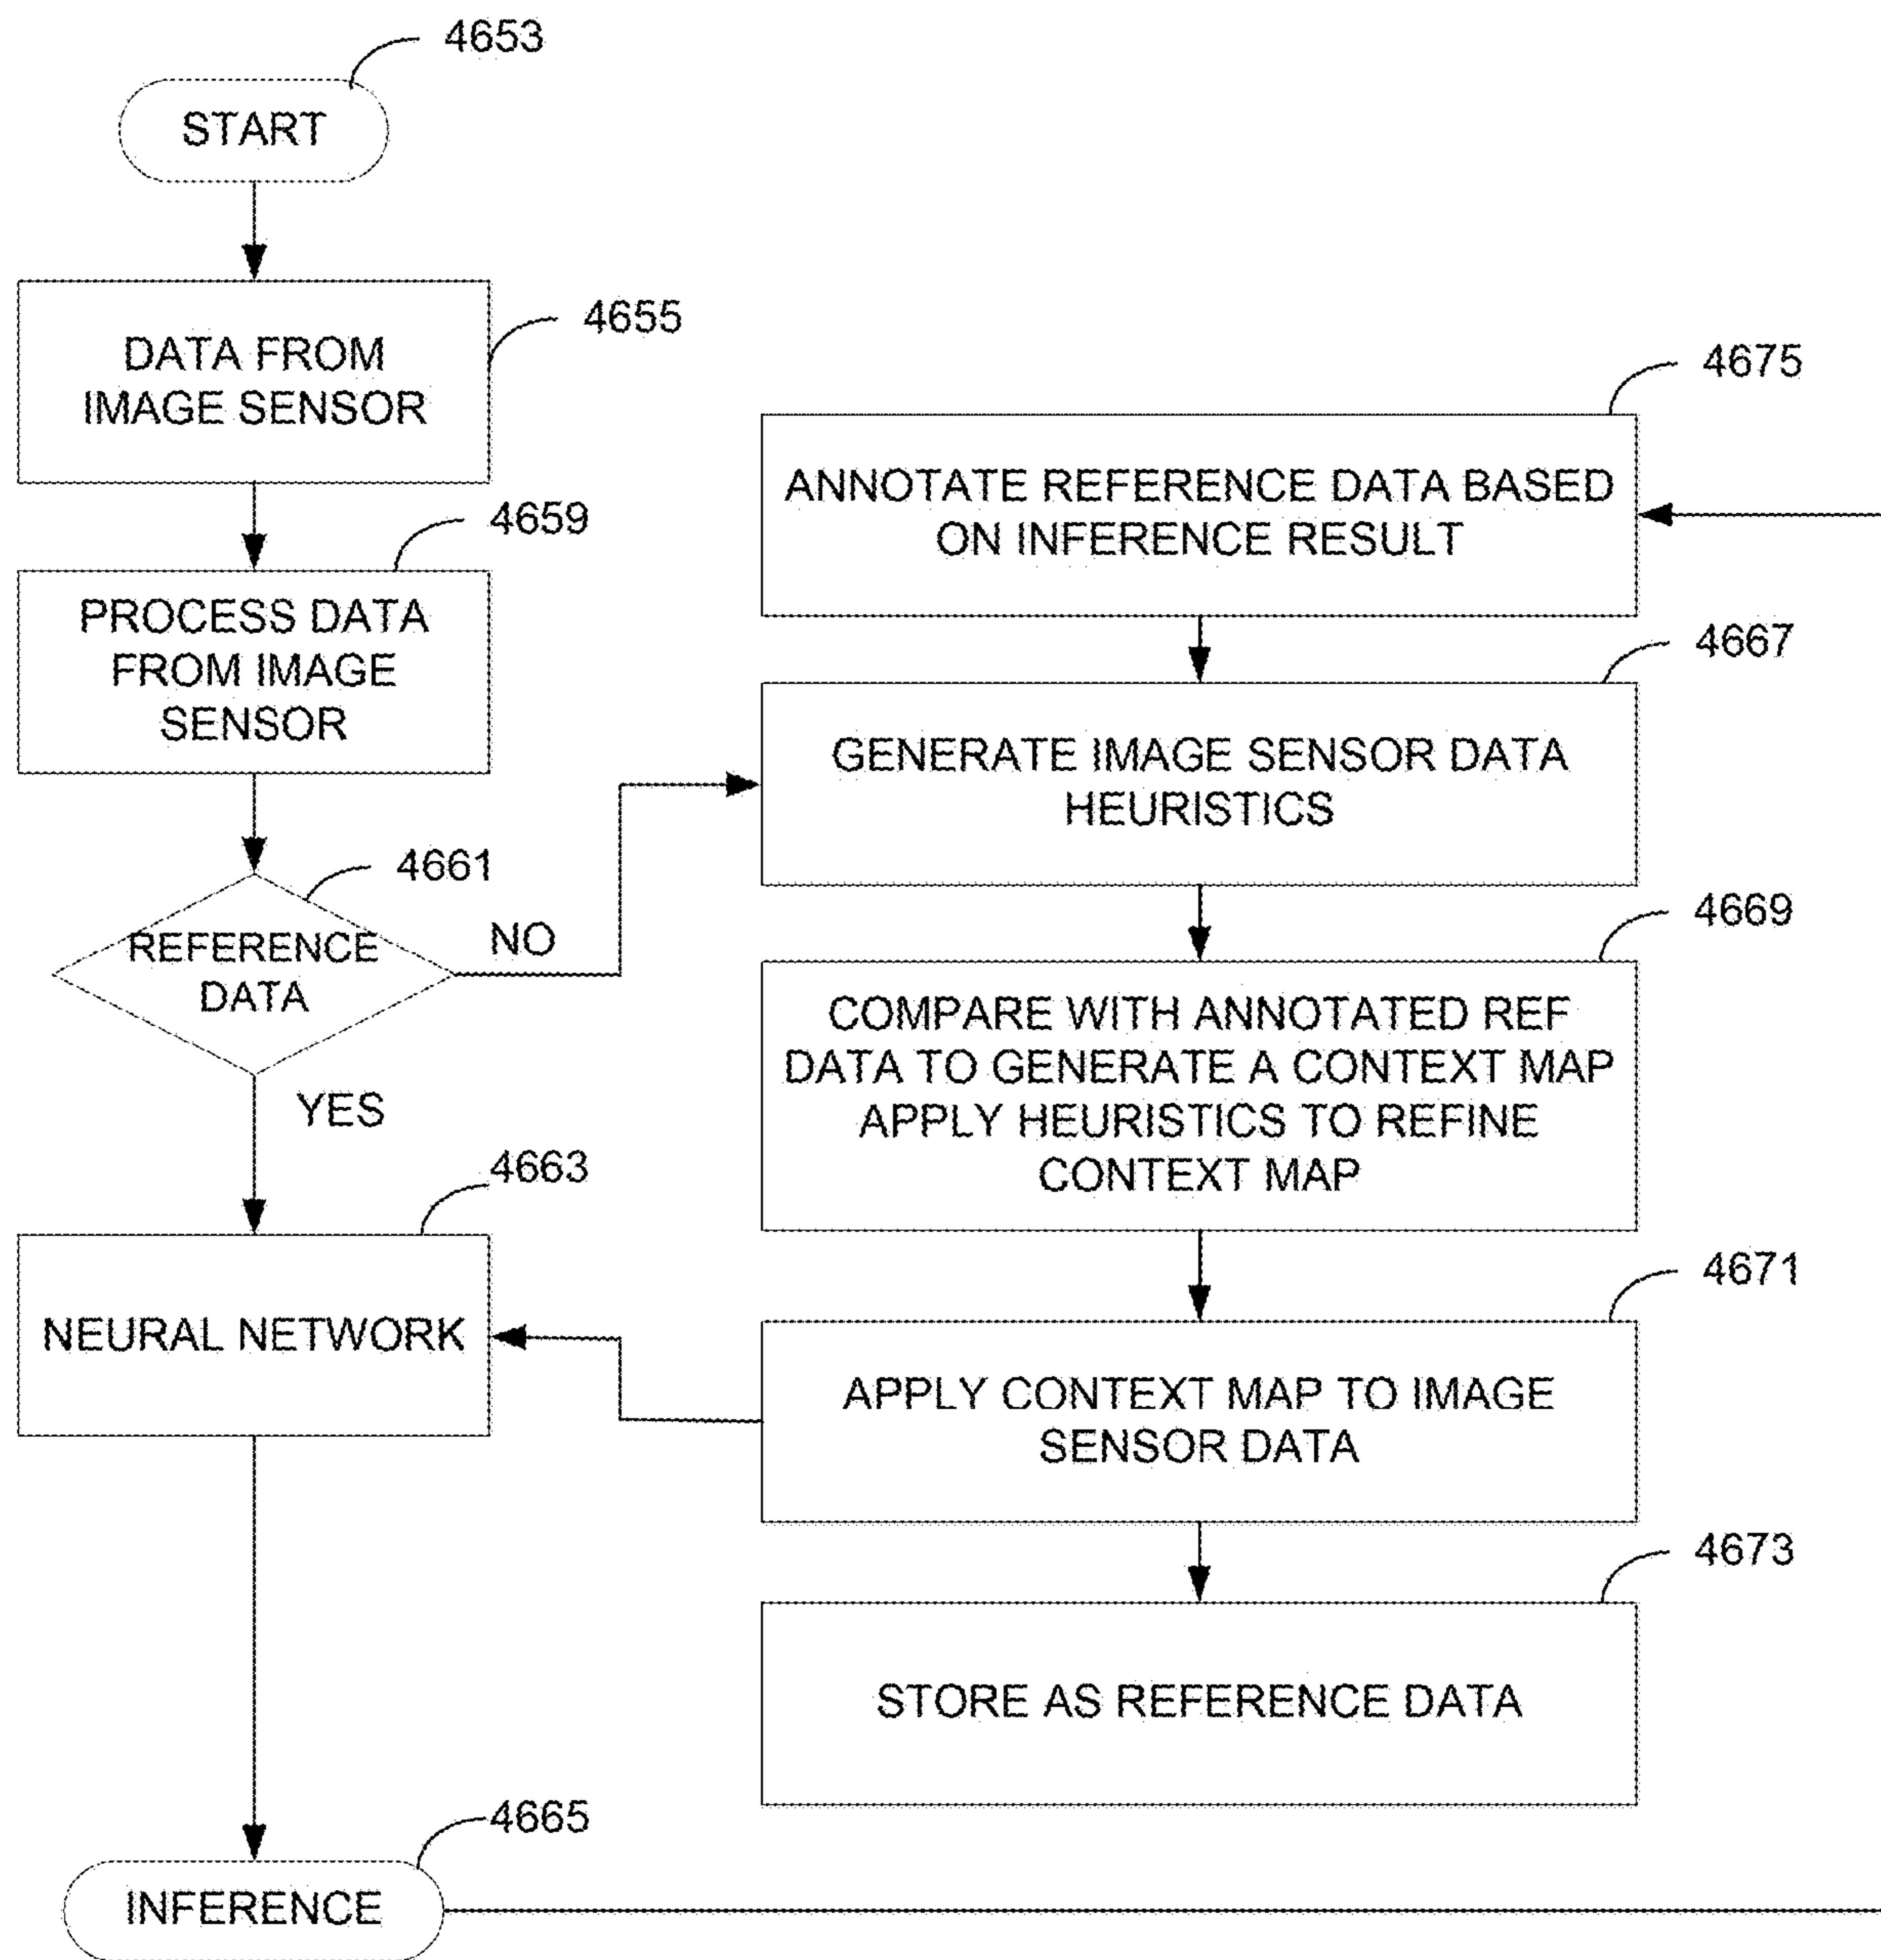 4653
START
4655
DATA FROM
IMAGE SENSOR
4659
PROCESS DATA
FROM IMAGE
SENSOR
4661
REFERENCE
DATA
NO
YES
4663
NEURAL NETWORK
4665
INFERENCE
4675
ANNOTATE REFERENCE DATA BASED
ON INFERENCE RESULT
4667
GENERATE IMAGE SENSOR DATA
HEURISTICS
4669
COMPARE WITH ANNOTATED REF
DATA TO GENERATE A CONTEXT MAP
APPLY HEURISTICS TO REFINE
CONTEXT MAP
4671
APPLY CONTEXT MAP TO IMAGE
SENSOR DATA
4673
STORE AS REFERENCE DATA